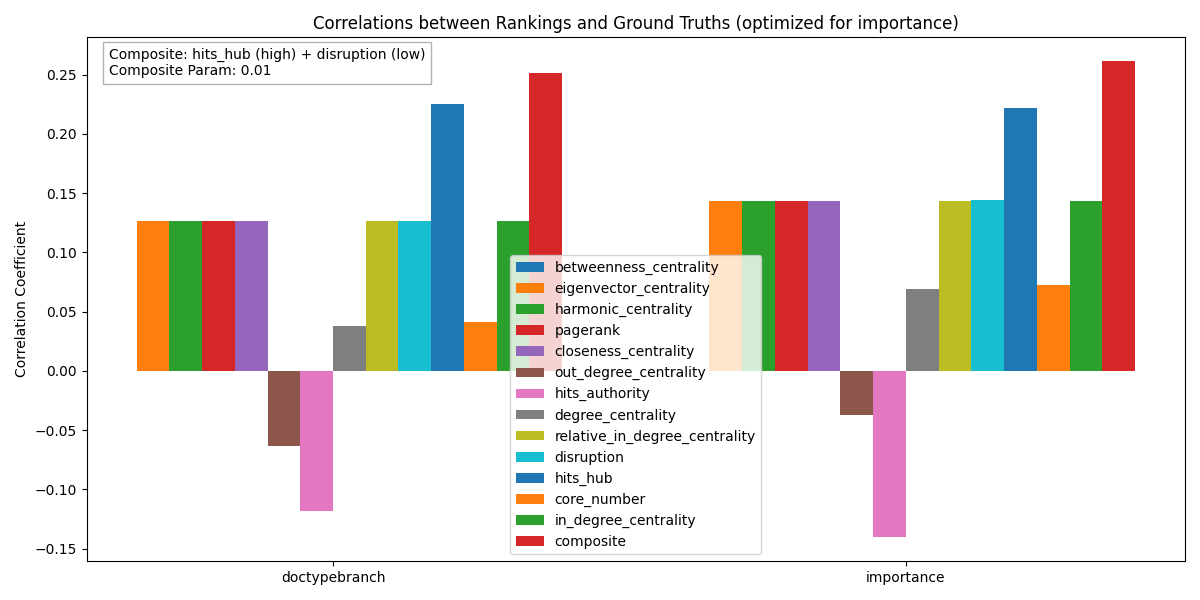 Correlations between Rankings and Ground Truths (optimized for importance)
Composite: hits_hub (high) + disruption (low)
Composite Param: 0.01
Correlation Coefficient
0.25
0.20
0.15
0.10
0.05
0.00
−0.05
−0.10
−0.15
betweenness_centrality
eigenvector_centrality
harmonic_centrality
pagerank
closeness_centrality
out_degree_centrality
hits_authority
degree_centrality
relative_in_degree_centrality
disruption
hits_hub
core_number
in_degree_centrality
composite
doctypebranch
importance